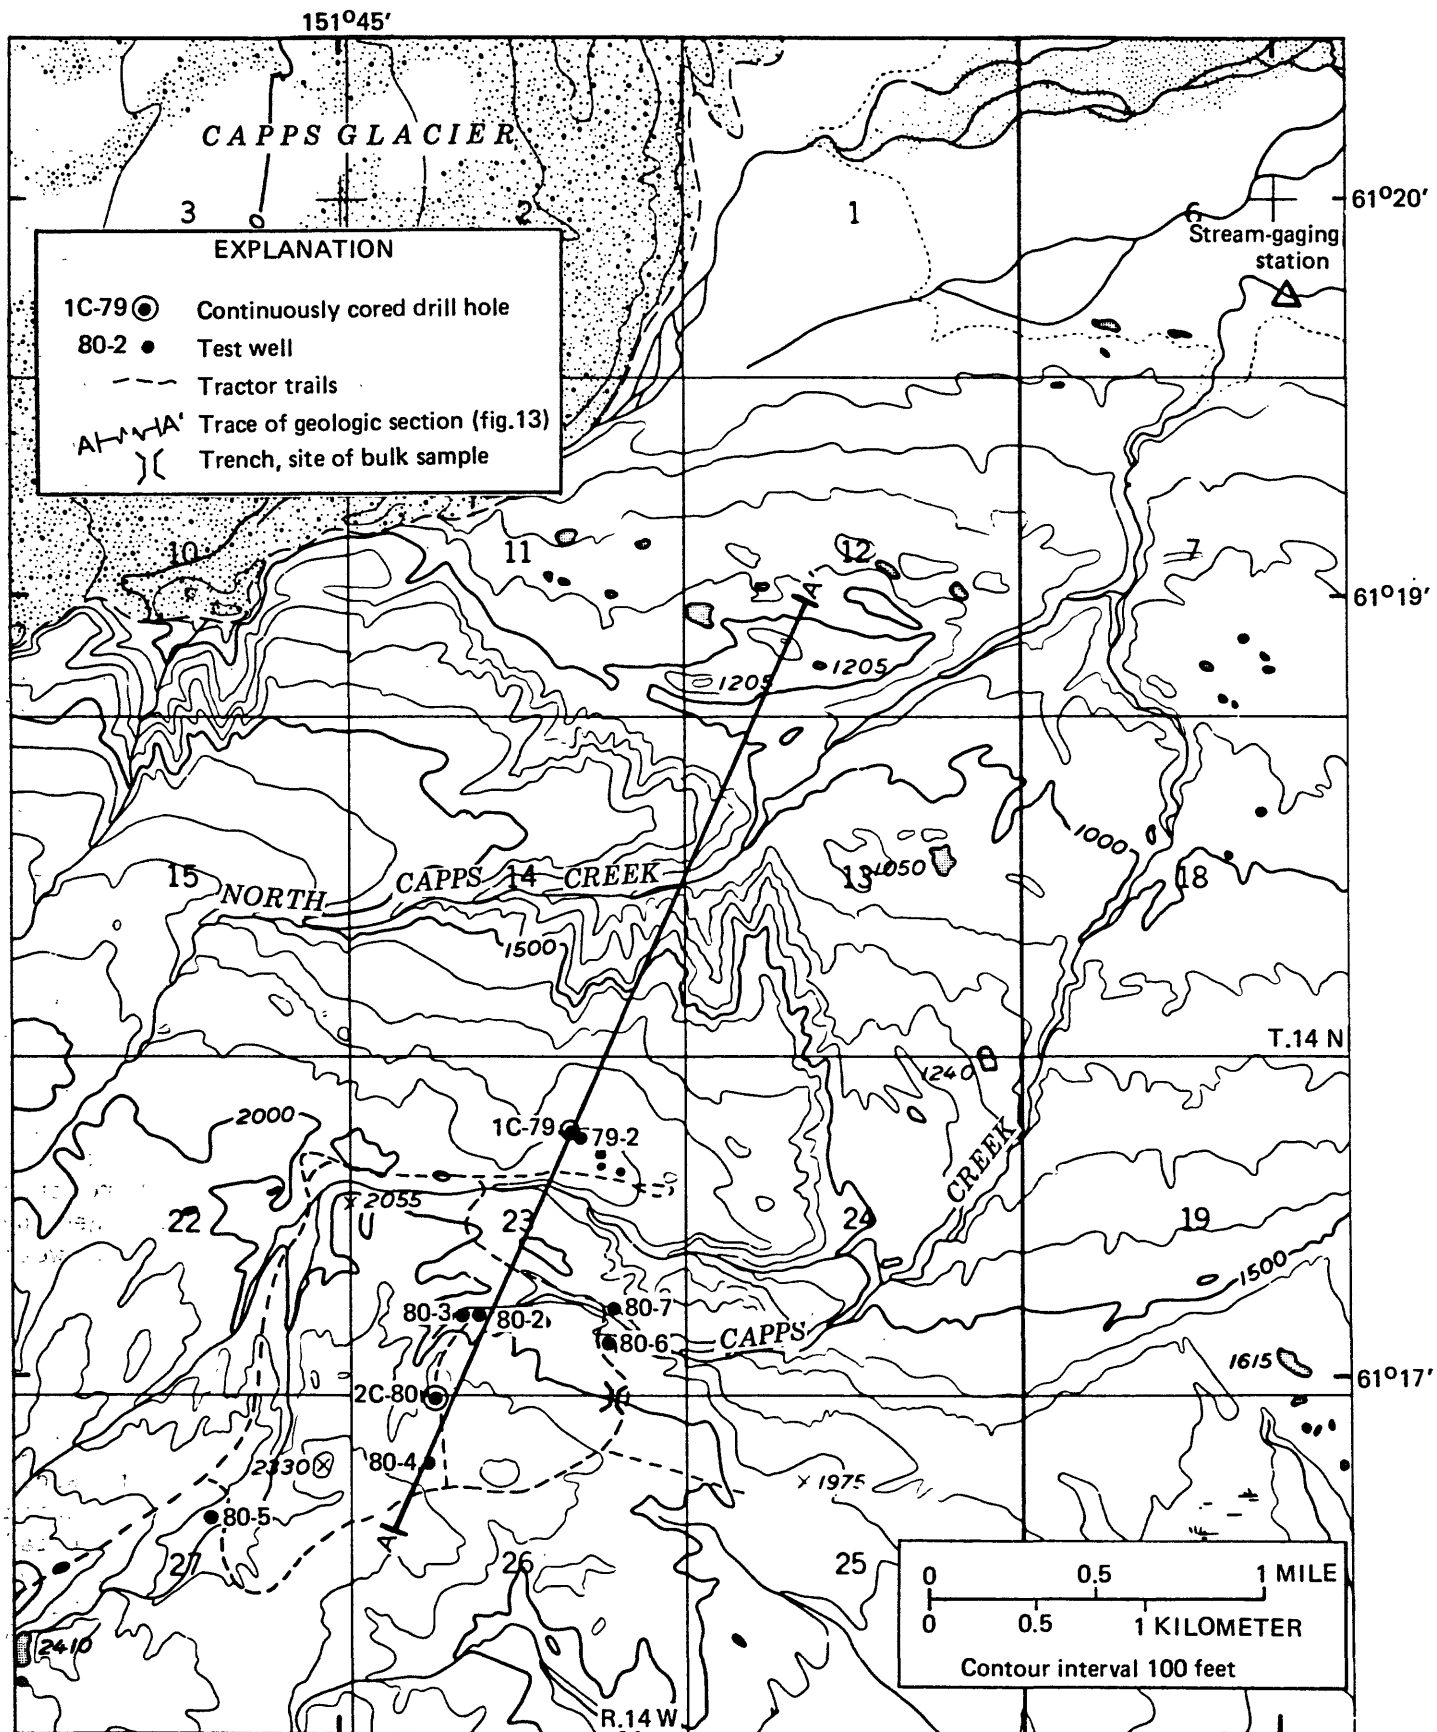 151°45'
CAPPS GLACIER
3
2
1
6
61°20'
Stream-gaging
station
EXPLANATION
1C-79 Continuously cored drill hole
80-2 Test well
Tractor trails
A A' Trace of geologic section (fig.13)
Trench, site of bulk sample
10
11
12
7
A'
61°19'
1205
1205
1000
15
NORTH CAPPS 14 CREEK
13
1050
18
1500
T.14 N
1240
2000
1C-79
79-2
CREEK
2055
22
23
24
19
1500
80-3
80-2
80-7
80-6
CAPPS
1615
61°17'
2C-80
2330
80-4
1975
80-5
A
27
26
25
0 0.5 1 MILE
0 0.5 1 KILOMETER
Contour interval 100 feet
2410
R.14 W